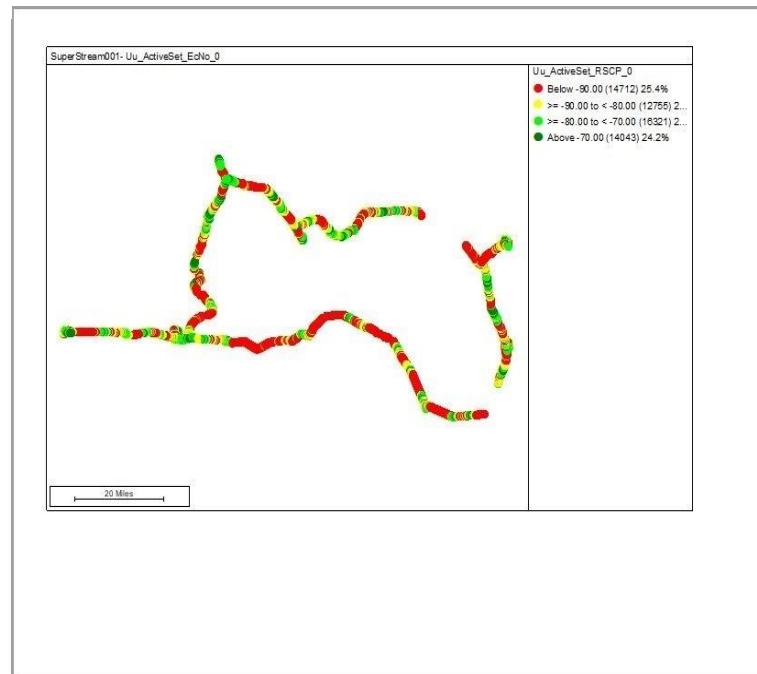 SuperStream001- Uu_ActiveSet_EcNo_0
Uu_ActiveSet_RSCP_0
Below -90.00 (14712) 25.4%
>= -90.00 to < -80.00 (12755) 2...
>= -80.00 to < -70.00 (16321) 2...
Above -70.00 (14043) 24.2%
20 Miles